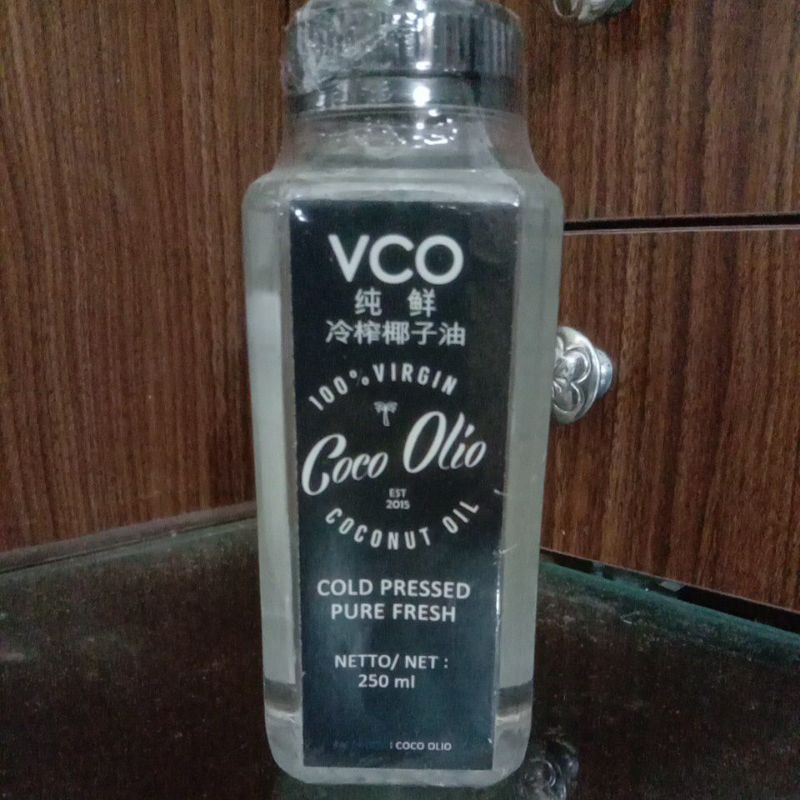 VCO
纯 鲜
冷榨椰子油
100% VIRGIN
Coco Olio
EST
2015
COCONUT OIL
COLD PRESSED
PURE FRESH
NETTO/ NET :
250 ml
: COCO OLIO